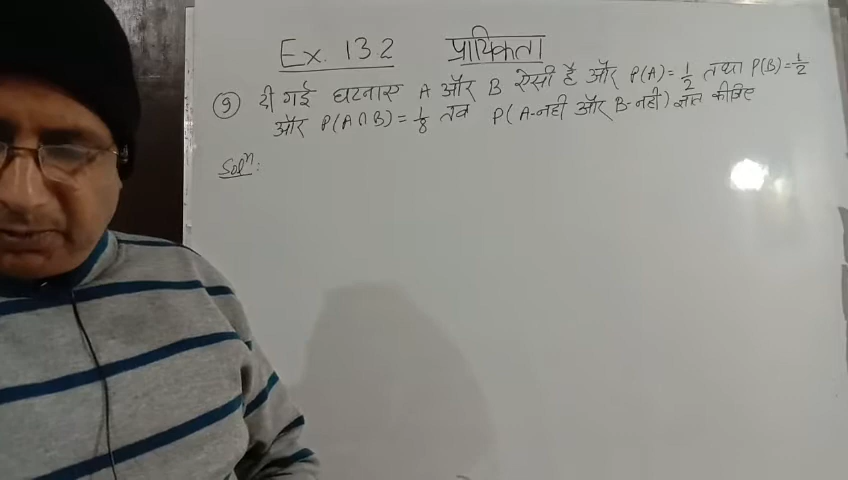 Ex. 13.2 प्रायिकता
9 दी गई घटनाएं A और B ऐसी है और P(A) = 1/2 तथा P(B) = 1/2
और P(A∩B) = 1/8 तब P(A-नहीं और B-नहीं) ज्ञात कीजिए
Solⁿ: